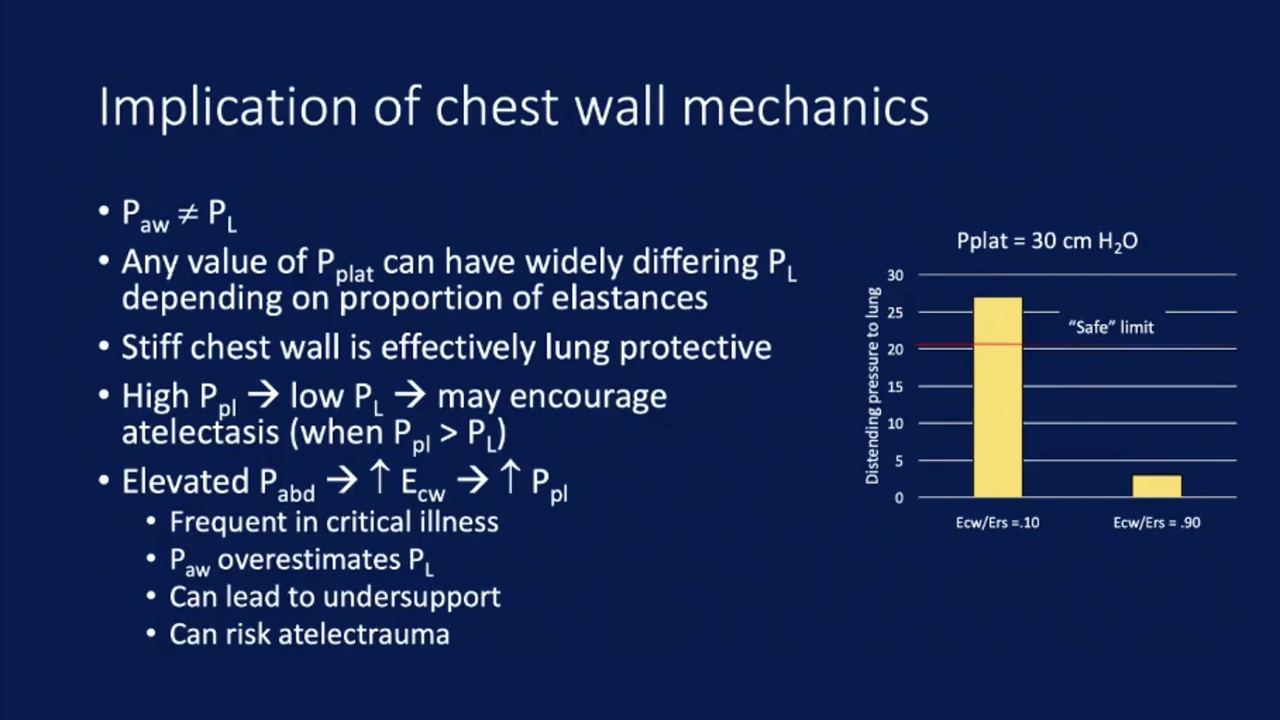 Implication of chest wall mechanics
• Paw ≠ PL
• Any value of Pplat can have widely differing PL
depending on proportion of elastances
• Stiff chest wall is effectively lung protective
• High Ppl → low PL → may encourage
atelectasis (when Ppl > PL)
• Elevated Pabd → ↑ Ecw → ↑ Ppl
• Frequent in critical illness
• Paw overestimates PL
• Can lead to undersupport
• Can risk atelectrauma
Pplat = 30 cm H2O
Distending pressure to lung
30
25
20
15
10
5
0
"Safe" limit
Ecw/Ers =.10
Ecw/Ers = .90